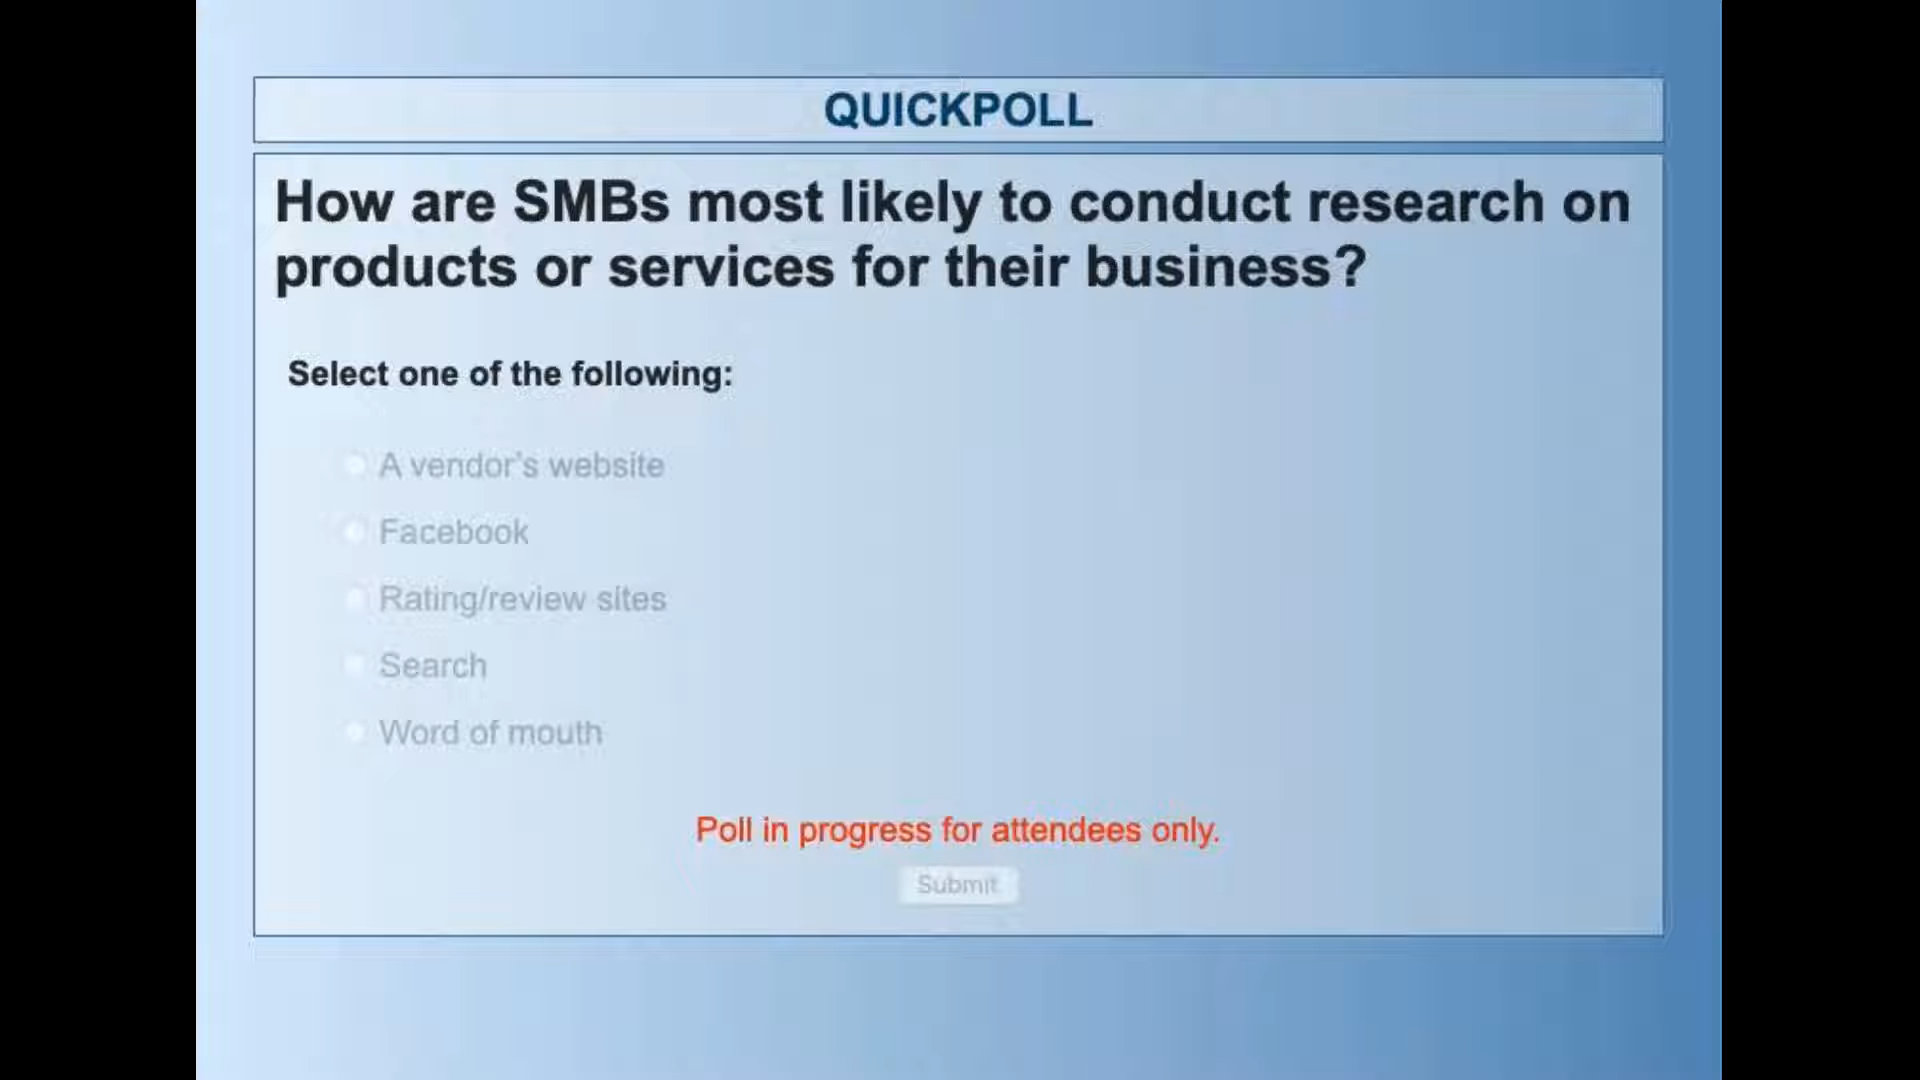 QUICKPOLL
How are SMBs most likely to conduct research on
products or services for their business?
Select one of the following:
A vendor's website
Facebook
Rating/review sites
Search
Word of mouth
Poll in progress for attendees only.
Submit